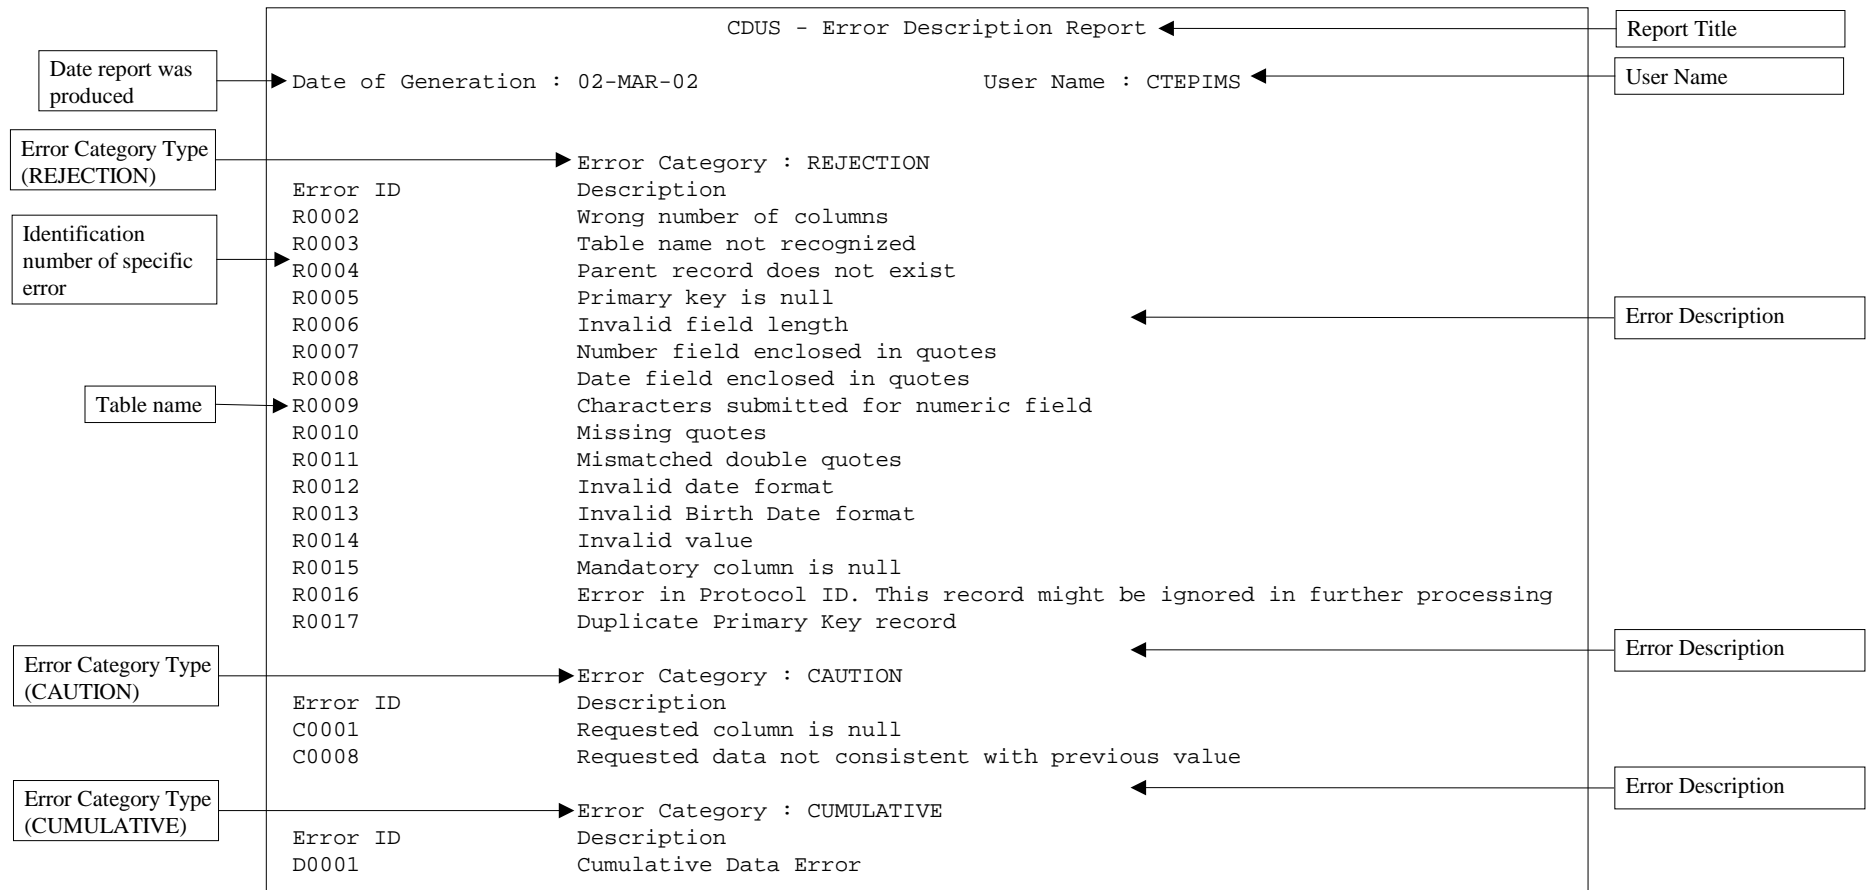 CDUS - Error Description Report
Report Title
Date report was
produced
Date of Generation : 02-MAR-02 User Name : CTEPIMS
User Name
Error Category Type
(REJECTION)
Error Category : REJECTION
Error ID Description
R0002 Wrong number of columns
Identification
number of specific
error
R0003 Table name not recognized
R0004 Parent record does not exist
R0005 Primary key is null
R0006 Invalid field length
Error Description
R0007 Number field enclosed in quotes
R0008 Date field enclosed in quotes
Table name
R0009 Characters submitted for numeric field
R0010 Missing quotes
R0011 Mismatched double quotes
R0012 Invalid date format
R0013 Invalid Birth Date format
R0014 Invalid value
R0015 Mandatory column is null
R0016 Error in Protocol ID. This record might be ignored in further processing
R0017 Duplicate Primary Key record
Error Description
Error Category Type
(CAUTION)
Error Category : CAUTION
Error ID Description
C0001 Requested column is null
C0008 Requested data not consistent with previous value
Error Description
Error Category Type
(CUMULATIVE)
Error Category : CUMULATIVE
Error ID Description
D0001 Cumulative Data Error